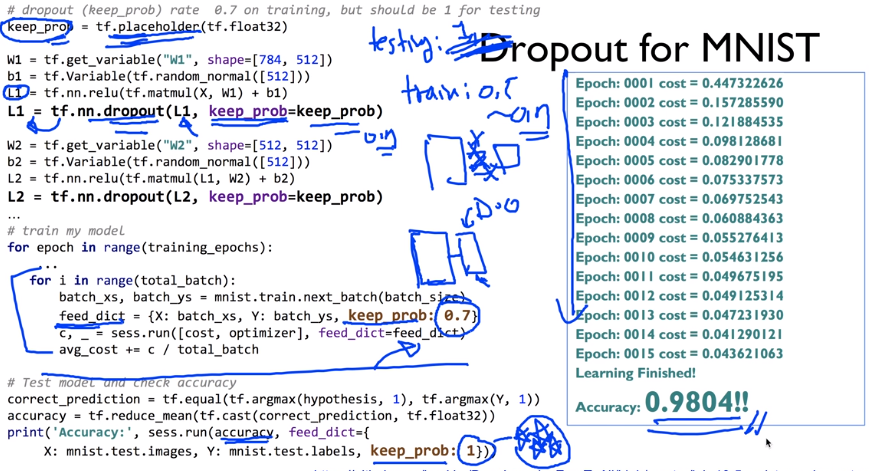 # dropout (keep_prob) rate 0.7 on training, but should be 1 for testing
keep_prob = tf.placeholder(tf.float32)
W1 = tf.get_variable("W1", shape=[784, 512])
b1 = tf.Variable(tf.random_normal([512]))
L1 = tf.nn.relu(tf.matmul(X, W1) + b1)
L1 = tf.nn.dropout(L1, keep_prob=keep_prob)
W2 = tf.get_variable("W2", shape=[512, 512])
b2 = tf.Variable(tf.random_normal([512]))
L2 = tf.nn.relu(tf.matmul(L1, W2) + b2)
L2 = tf.nn.dropout(L2, keep_prob=keep_prob)
...
# train my model
for epoch in range(training_epochs):
...
for i in range(total_batch):
batch_xs, batch_ys = mnist.train.next_batch(batch_size)
feed_dict = {X: batch_xs, Y: batch_ys, keep_prob: 0.7}
c, _ = sess.run([cost, optimizer], feed_dict=feed_dict)
avg_cost += c / total_batch
# Test model and check accuracy
correct_prediction = tf.equal(tf.argmax(hypothesis, 1), tf.argmax(Y, 1))
accuracy = tf.reduce_mean(tf.cast(correct_prediction, tf.float32))
print('Accuracy:', sess.run(accuracy, feed_dict={
X: mnist.test.images, Y: mnist.test.labels, keep_prob: 1}))
testing: 1
train: 0.5
~0.7
0.7
Dropout for MNIST
Epoch: 0001 cost = 0.447322626
Epoch: 0002 cost = 0.157285590
Epoch: 0003 cost = 0.121884535
Epoch: 0004 cost = 0.098128681
Epoch: 0005 cost = 0.082901778
Epoch: 0006 cost = 0.075337573
Epoch: 0007 cost = 0.069752543
Epoch: 0008 cost = 0.060884363
Epoch: 0009 cost = 0.055276413
Epoch: 0010 cost = 0.054631256
Epoch: 0011 cost = 0.049675195
Epoch: 0012 cost = 0.049125314
Epoch: 0013 cost = 0.047231930
Epoch: 0014 cost = 0.041290121
Epoch: 0015 cost = 0.043621063
Learning Finished!
Accuracy: 0.9804!!